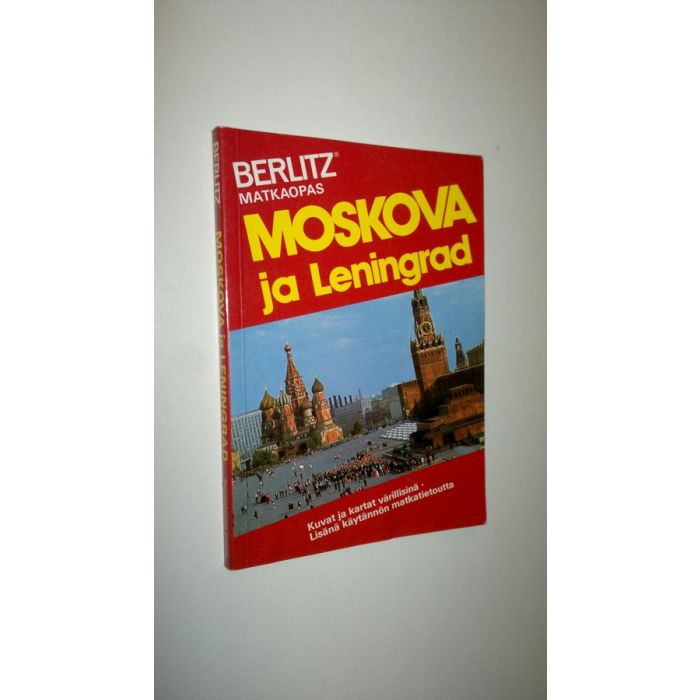 BERLITZ®
MATKAOPAS
MOSKOVA
ja Leningrad
Kuvat ja kartat värillisinä ·
Lisänä käytännön matkatietoutta
BERLITZ MOSKOVA ja LENINGRAD